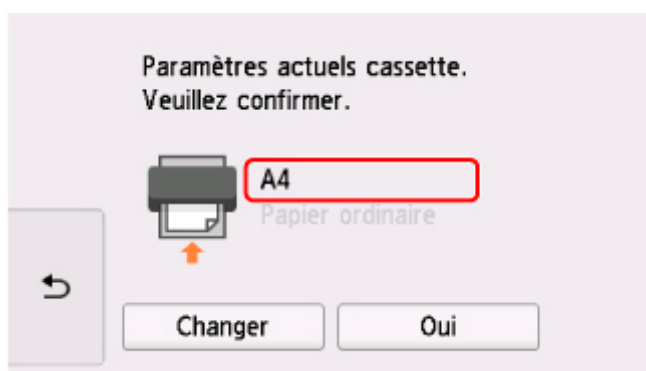 Paramètres actuels cassette.
Veuillez confirmer.
A4
Papier ordinaire
Changer
Oui